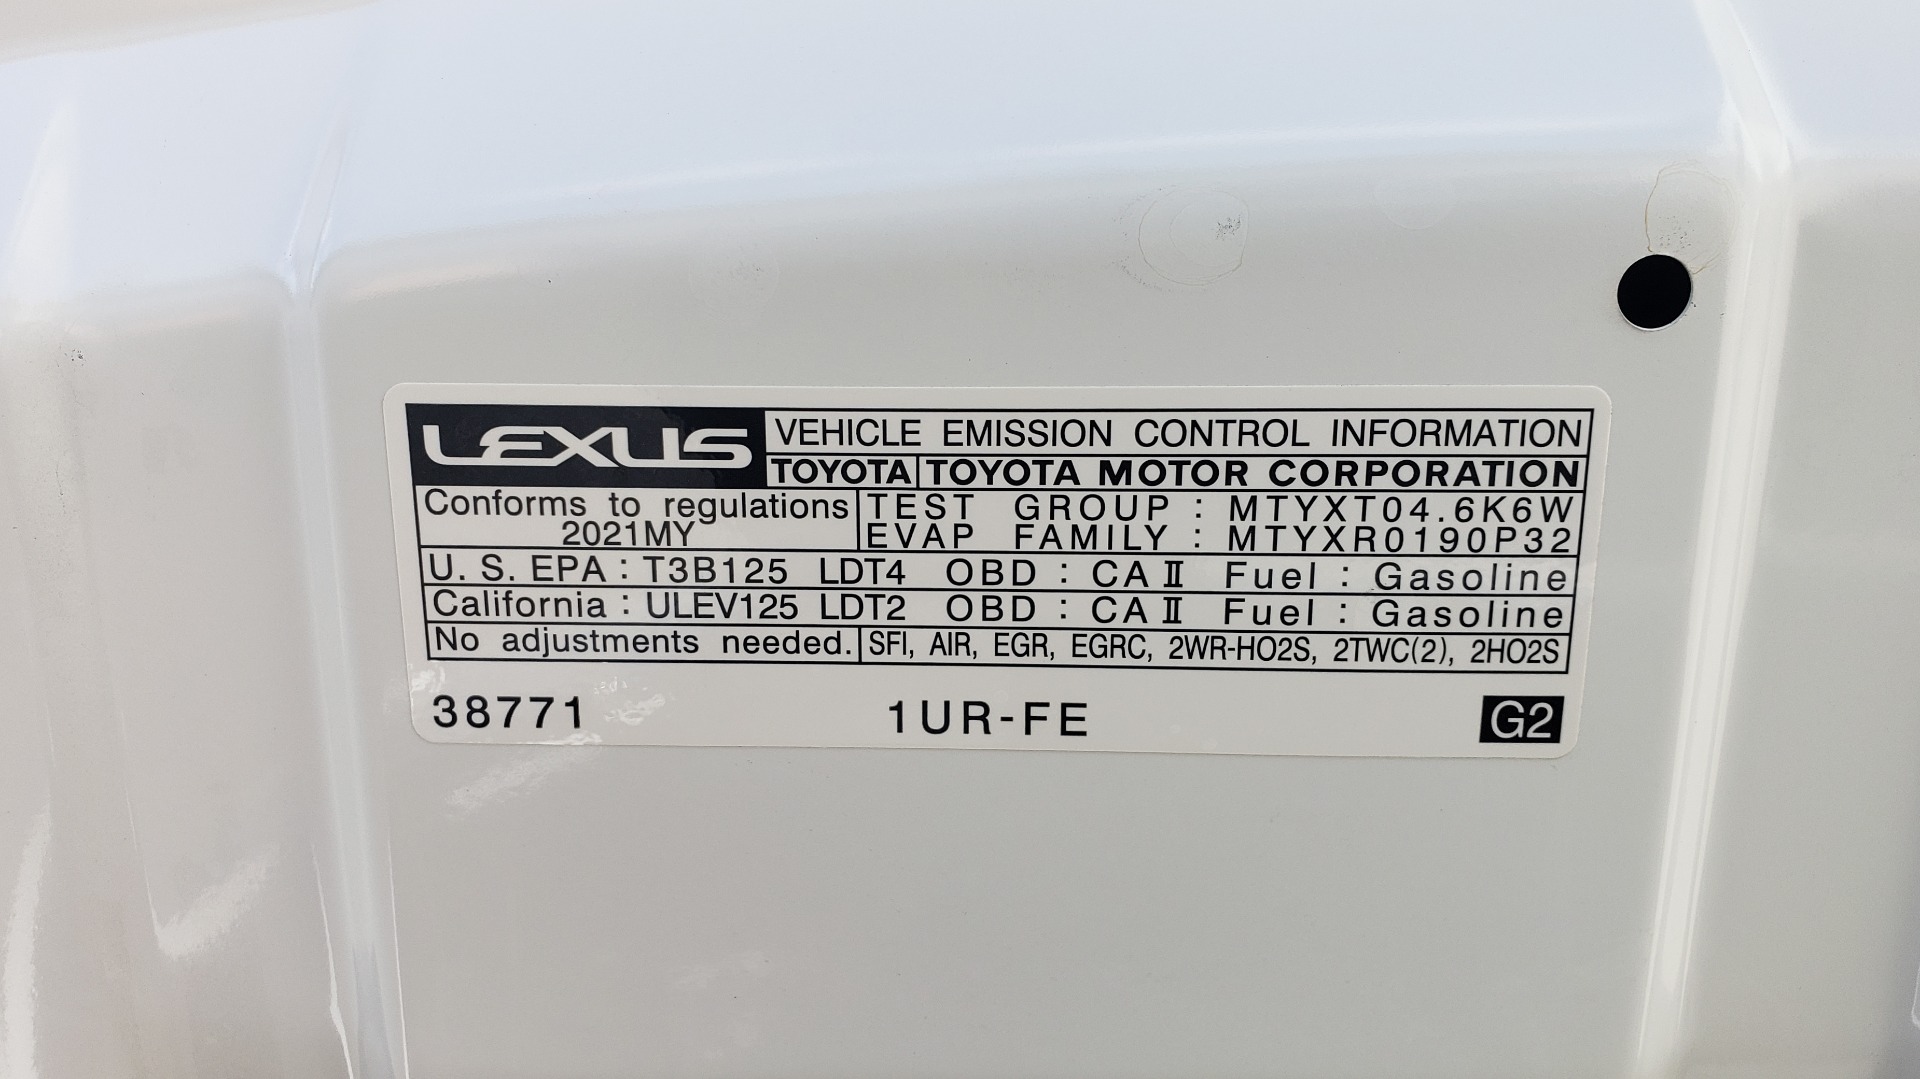 LEXUS VEHICLE EMISSION CONTROL INFORMATION
TOYOTA TOYOTA MOTOR CORPORATION
Conforms to regulations TEST GROUP : MTYXT04.6K6W
2021MY EVAP FAMILY : MTYXR0190P32
U. S. EPA : T3B125 LDT4 OBD : CA II Fuel : Gasoline
California : ULEV125 LDT2 OBD : CA II Fuel : Gasoline
No adjustments needed. SFI, AIR, EGR, EGRC, 2WR-HO2S, 2TWC(2), 2HO2S
38771 1UR-FE G2